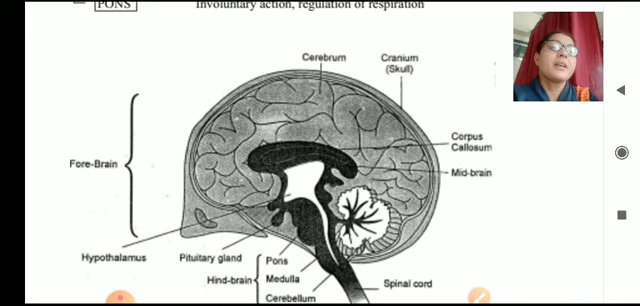 PONS Involuntary action, regulation of respiration
Cerebrum
Cranium
(Skull)
Corpus
Callosum
Mid-brain
Fore-Brain
Hypothalamus
Pituitary gland
Pons
Hind-brain
Medulla
Cerebellum
Spinal cord